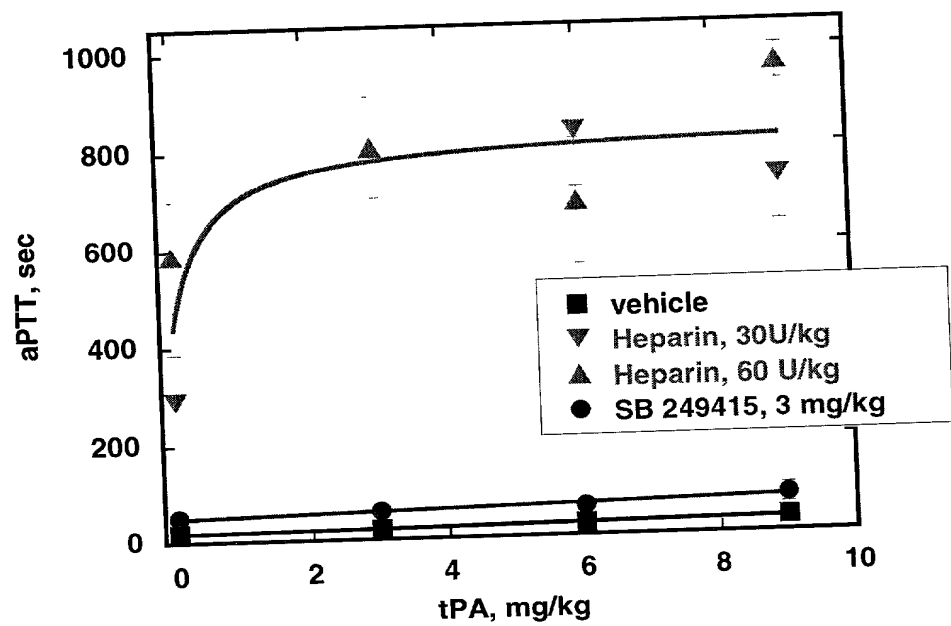 1000
800
600
400
200
0
aPTT, sec
vehicle
Heparin, 30U/kg
Heparin, 60 U/kg
SB 249415, 3 mg/kg
0 2 4 6 8 10
tPA, mg/kg